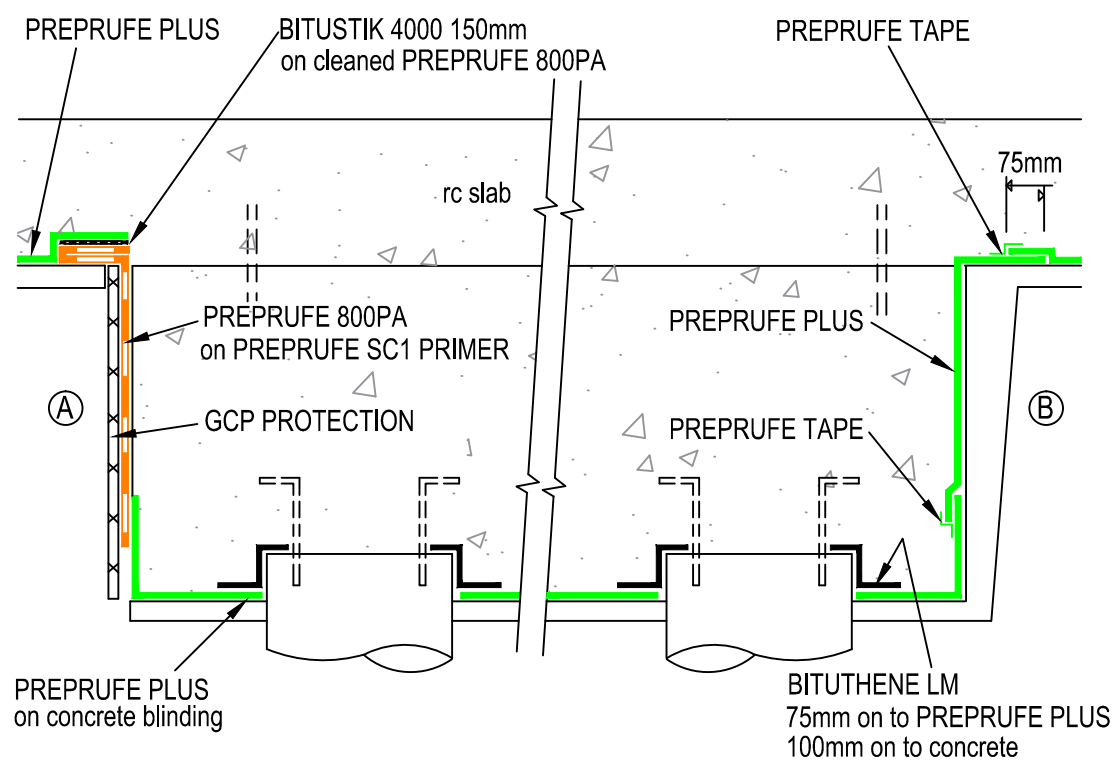 PREPRUFE PLUS
BITUSTIK 4000 150mm
on cleaned PREPRUFE 800PA
PREPRUFE TAPE
75mm
rc slab
PREPRUFE 800PA
on PREPRUFE SC1 PRIMER
PREPRUFE PLUS
A
GCP PROTECTION
B
PREPRUFE TAPE
PREPRUFE PLUS
on concrete blinding
BITUTHENE LM
75mm on to PREPRUFE PLUS
100mm on to concrete